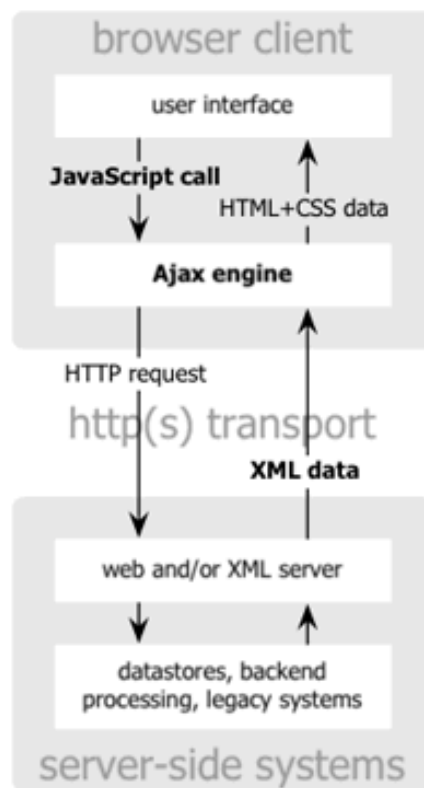 browser client
user interface
JavaScript call
HTML+CSS data
Ajax engine
HTTP request
http(s) transport
XML data
web and/or XML server
datastores, backend
processing, legacy systems
server-side systems